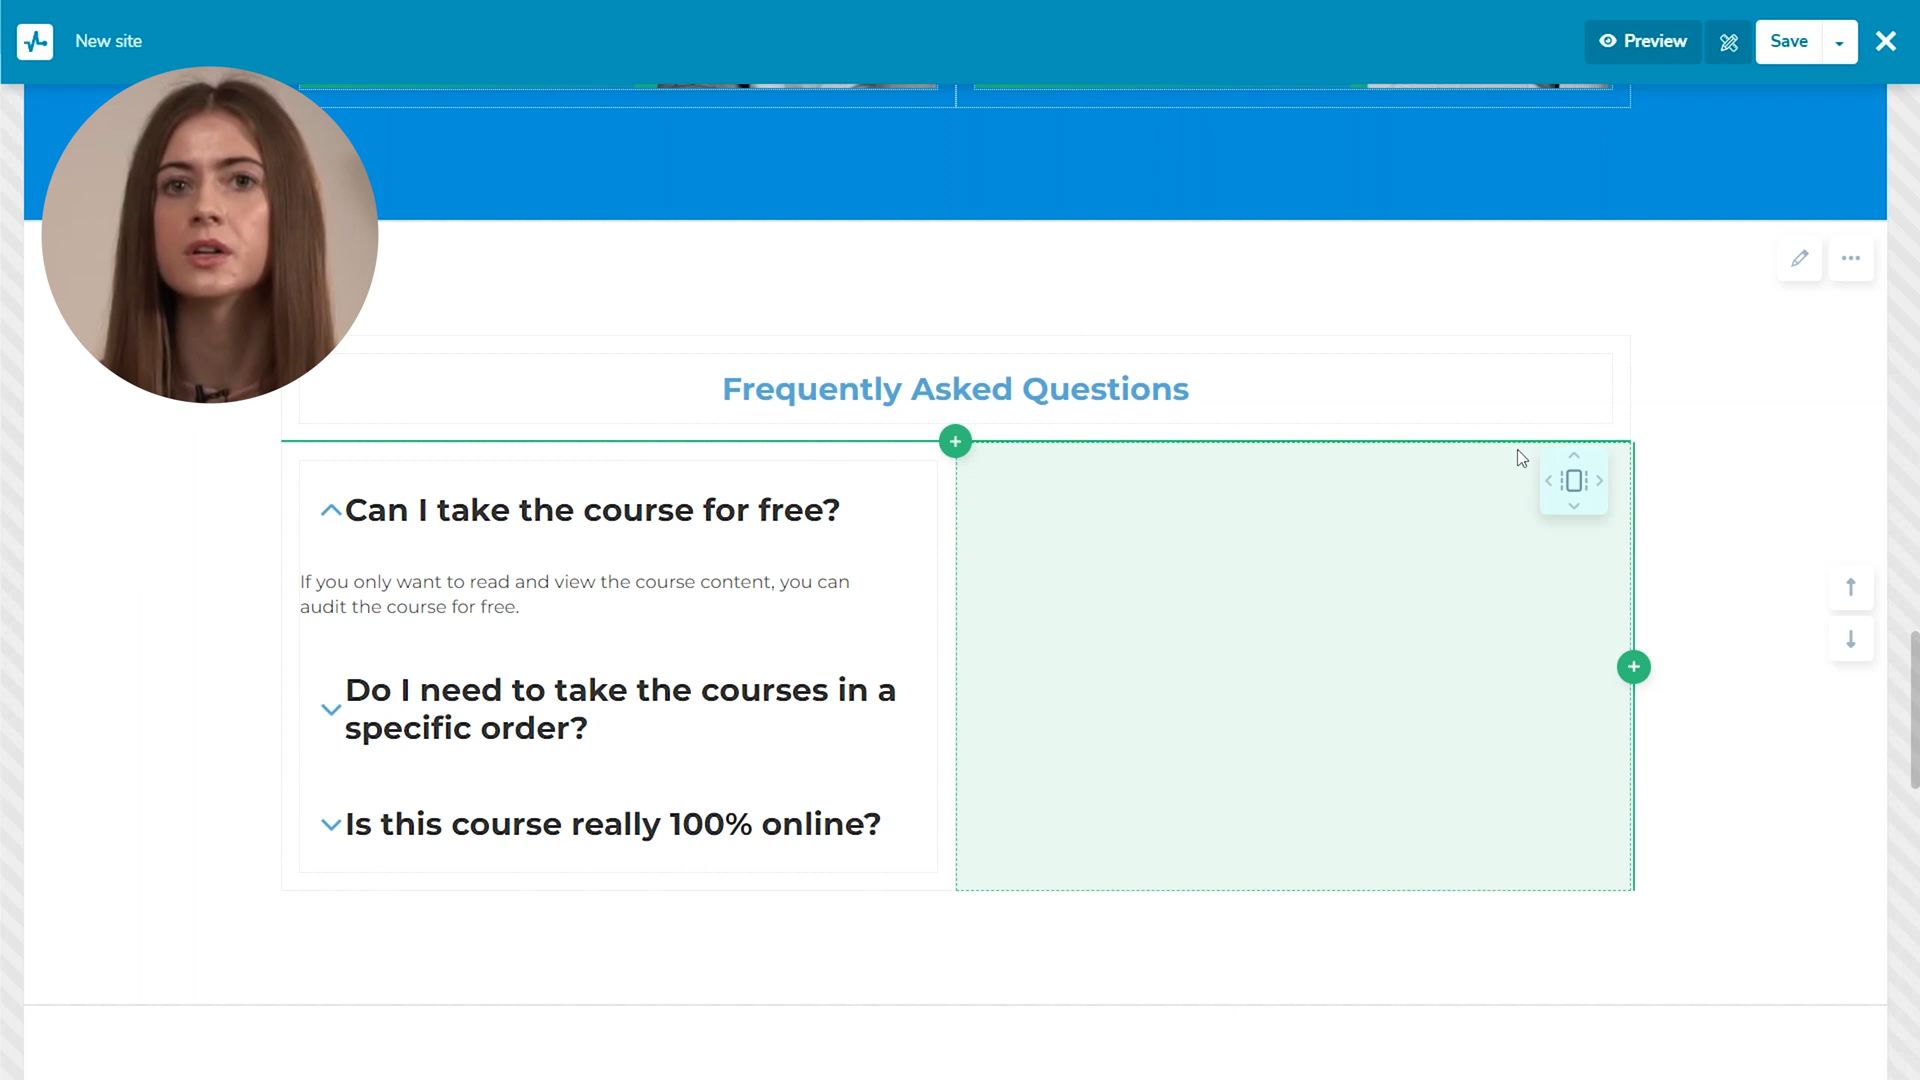 New site
Preview
Save
Frequently Asked Questions
Can I take the course for free?
If you only want to read and view the course content, you can
audit the course for free.
Do I need to take the courses in a
specific order?
Is this course really 100% online?